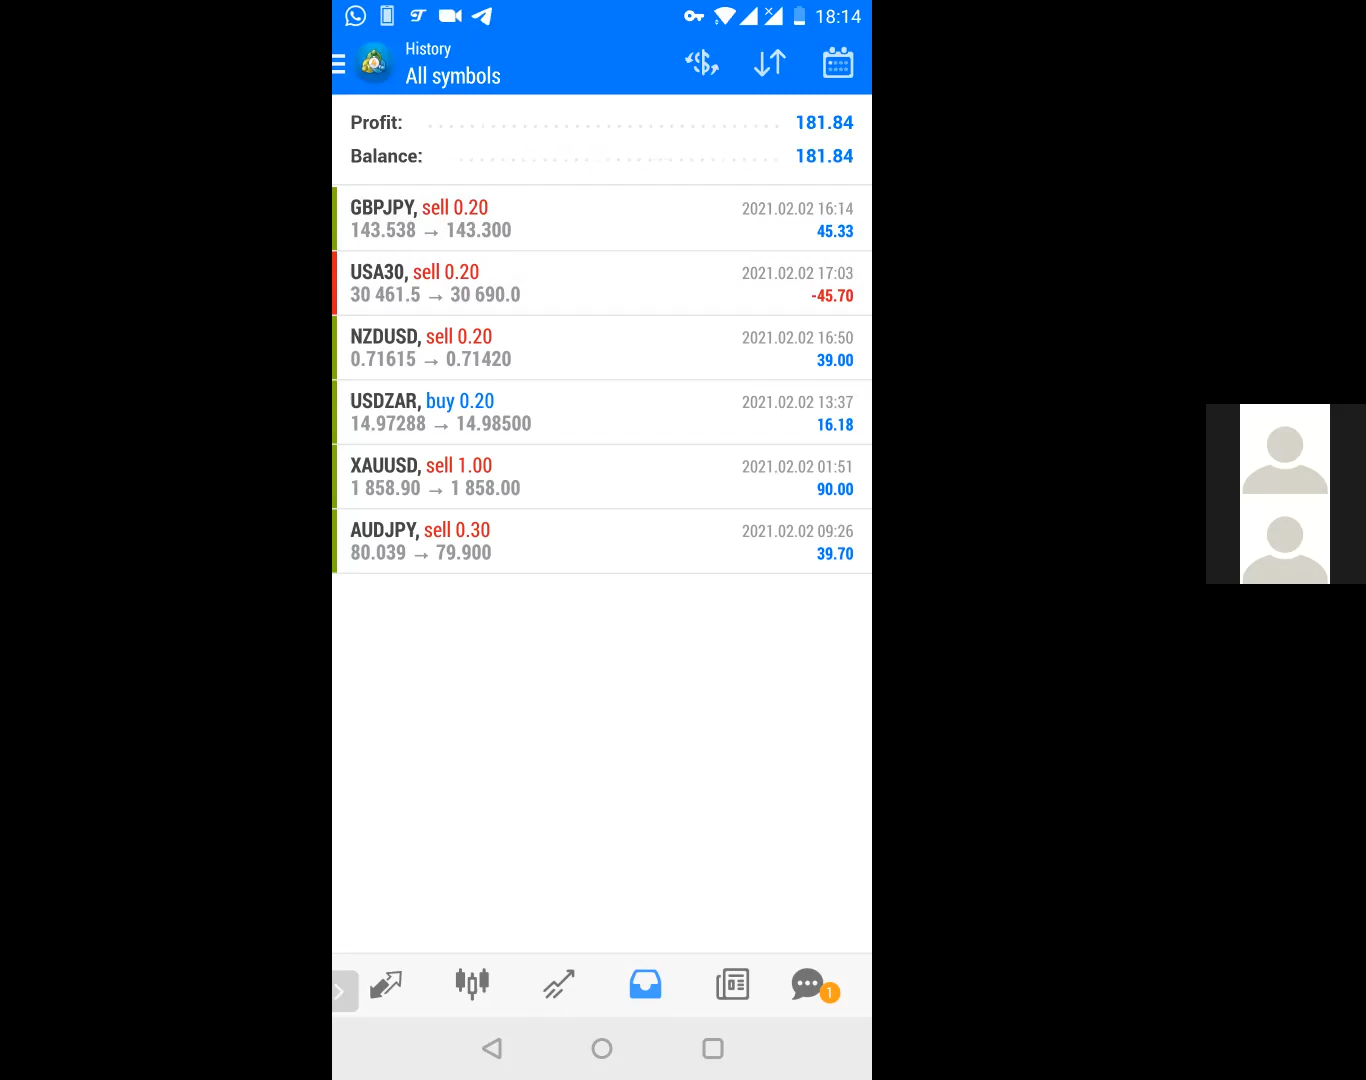 18:14
History
All symbols
Profit: 181.84
Balance: 181.84
GBPJPY, sell 0.20 2021.02.02 16:14
143.538 → 143.300 45.33
USA30, sell 0.20 2021.02.02 17:03
30 461.5 → 30 690.0 -45.70
NZDUSD, sell 0.20 2021.02.02 16:50
0.71615 → 0.71420 39.00
USDZAR, buy 0.20 2021.02.02 13:37
14.97288 → 14.98500 16.18
XAUUSD, sell 1.00 2021.02.02 01:51
1 858.90 → 1 858.00 90.00
AUDJPY, sell 0.30 2021.02.02 09:26
80.039 → 79.900 39.70
1